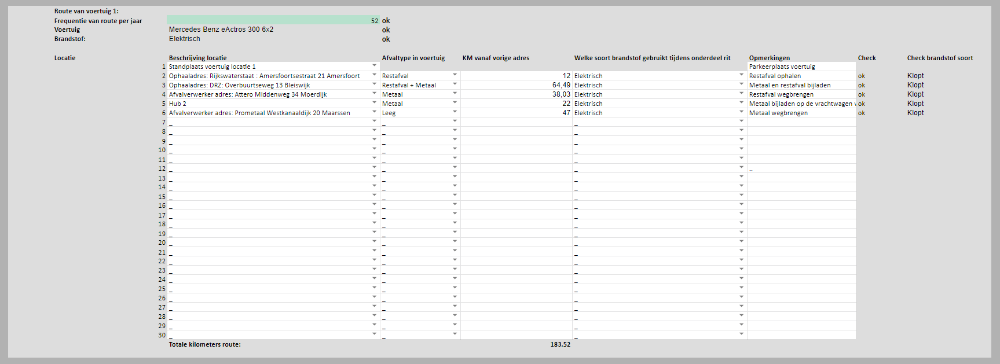 Route van voertuig 1:
Frequentie van route per jaar 52 ok
Voertuig Mercedes Benz eActros 300 6x2 ok
Brandstof: Elektrisch ok
Locatie Beschrijving locatie Afvaltype in voertuig KM vanaf vorige adres Welke soort brandstof gebruikt tijdens onderdeel rit Opmerkingen Check Check brandstof soort
1 Standplaats voertuig locatie 1 Parkeerplaats voertuig
2 Ophaaladres: Rijkswaterstaat : Amersfoortsestraat 21 Amersfoort Restafval 12 Elektrisch Restafval ophalen ok Klopt
3 Ophaaladres: DRZ: Overbuurtseweg 13 Bleiswijk Restafval + Metaal 64,49 Elektrisch Metaal en restafval bijladen ok Klopt
4 Afvalverwerker adres: Attero Middenweg 34 Moerdijk Metaal 38,03 Elektrisch Restafval wegbrengen ok Klopt
5 Hub 2 Metaal 22 Elektrisch Metaal bijladen op de vrachtwagen ok Klopt
6 Afvalverwerker adres: Prometaal Westkanaaldijk 20 Maarssen Leeg 47 Elektrisch Metaal wegbrengen ok Klopt
7 _ _ _
8 _ _ _
9 _ _ _
10 _ _ _
11 _ _ _
12 _ _ _ ..
13 _ _ _
14 _ _ _
15 _ _ _
16 _ _ _
17 _ _ _
18 _ _ _
19 _ _ _
20 _ _ _
21 _ _ _
22 _ _ _
23 _ _ _
24 _ _ _
25 _ _ _
26 _ _ _
27 _ _ _
28 _ _ _
29 _ _ _
30 _ _ _
Totale kilometers route: 183,52